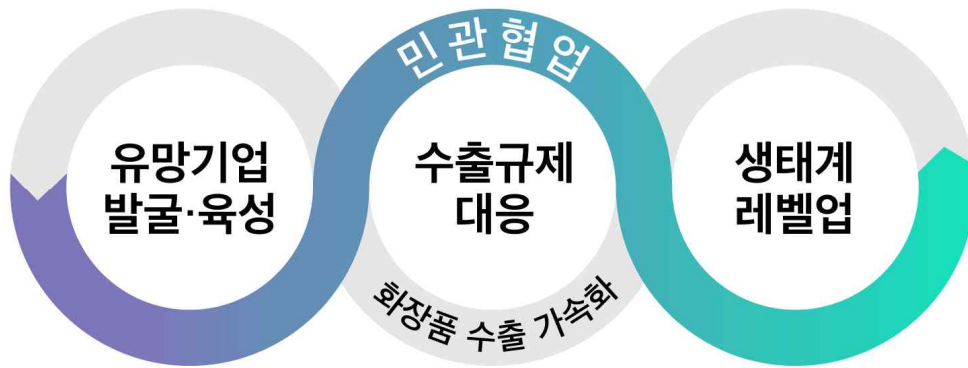 민관협업
유망기업
발굴·육성
수출규제
대응
생태계
레벨업
화장품 수출 가속화